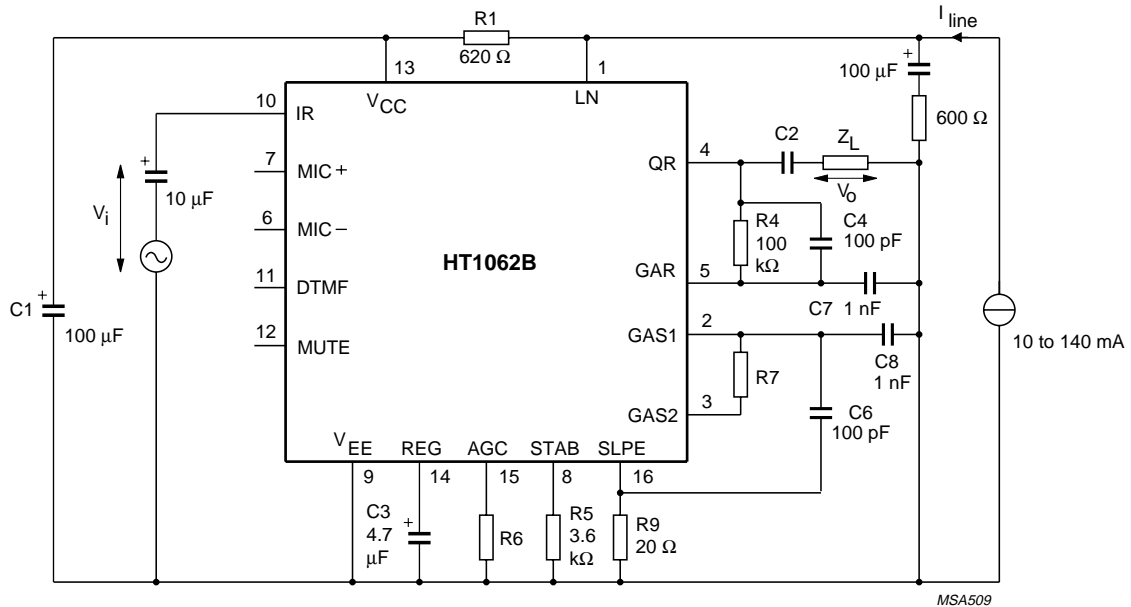 R1
620 Ω
I line
13
1
VCC
LN
100 µF
+
600 Ω
10
IR
7
MIC+
6
MIC−
11
DTMF
12
MUTE
Vi
+
10 µF
C1
+
100 µF
HT1062B
4
QR
C2
ZL
Vo
R4
100
kΩ
C4
100 pF
5
GAR
C7
1 nF
2
GAS1
C8
1 nF
R7
3
GAS2
C6
100 pF
10 to 140 mA
VEE
REG
AGC
STAB
SLPE
9
14
15
8
16
C3
4.7
µF
+
R6
R5
3.6
kΩ
R9
20 Ω
MSA509